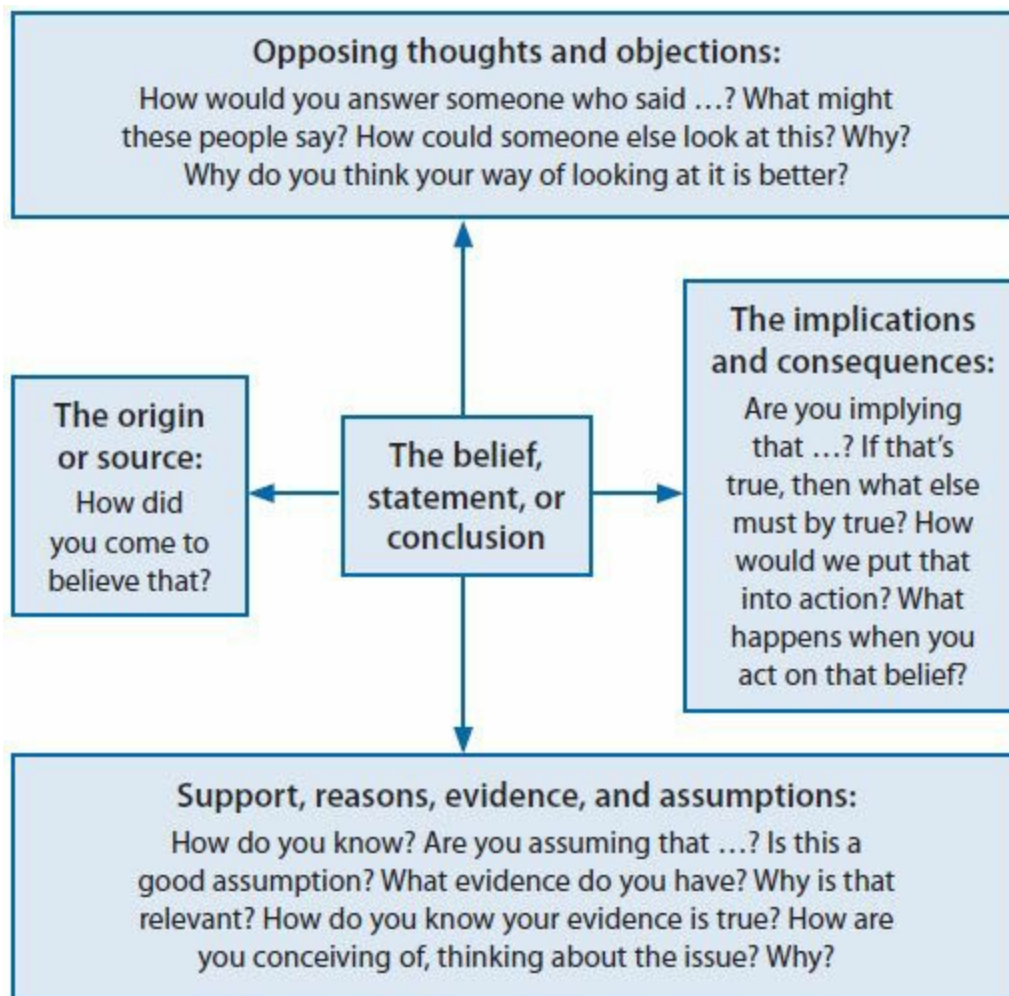 Opposing thoughts and objections:
How would you answer someone who said …? What might
these people say? How could someone else look at this? Why?
Why do you think your way of looking at it is better?
The origin
or source:
How did
you come to
believe that?
The belief,
statement, or
conclusion
The implications
and consequences:
Are you implying
that …? If that’s
true, then what else
must by true? How
would we put that
into action? What
happens when you
act on that belief?
Support, reasons, evidence, and assumptions:
How do you know? Are you assuming that …? Is this a
good assumption? What evidence do you have? Why is that
relevant? How do you know your evidence is true? How are
you conceiving of, thinking about the issue? Why?